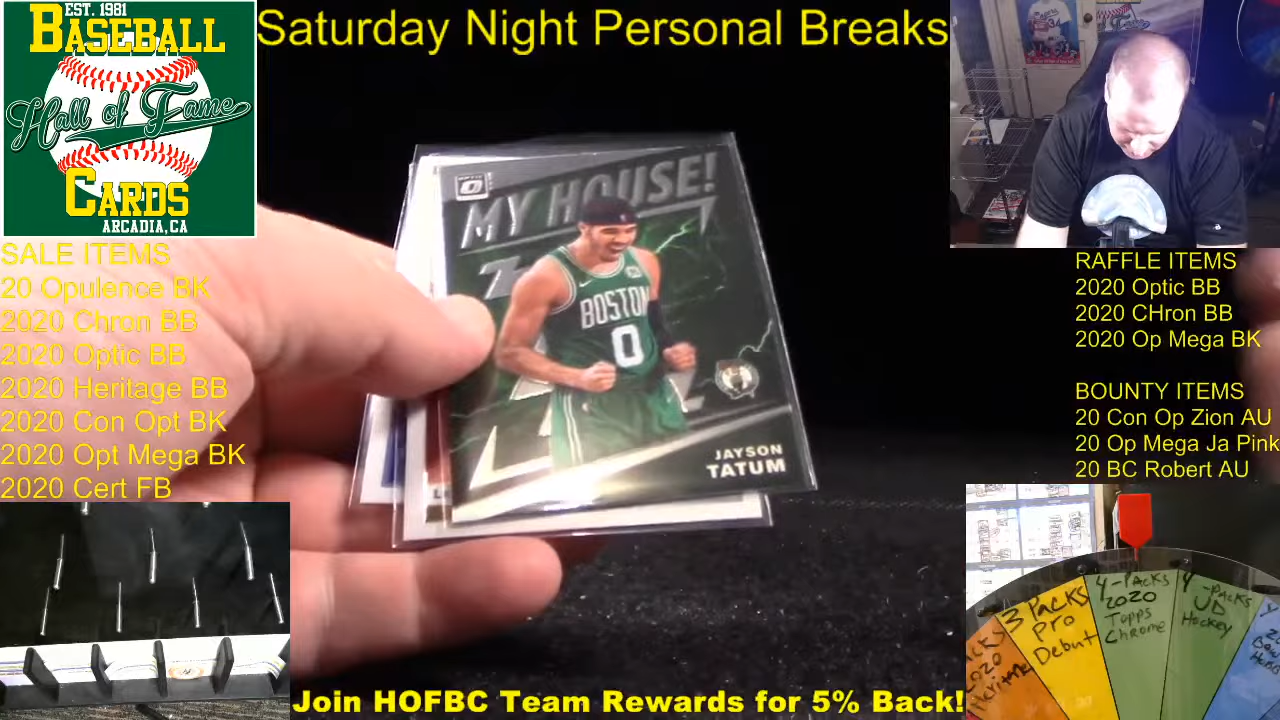 EST. 1981
BASEBALL
Hall of Fame
CARDS
ARCADIA, CA
Saturday Night Personal Breaks
SALE ITEMS
20 Opulence BK
2020 Chron BB
2020 Optic BB
2020 Heritage BB
2020 Con Opt BK
2020 Opt Mega BK
2020 Cert FB
MY HOUSE!
BOSTON
0
JAYSON
TATUM
RAFFLE ITEMS
2020 Optic BB
2020 CHron BB
2020 Op Mega BK
BOUNTY ITEMS
20 Con Op Zion AU
20 Op Mega Ja Pink
20 BC Robert AU
3 PACKS
PRO
Debut
4-PACKS
2020
Topps
Chrome
4-PACKS
UD
Hockey
Join HOFBC Team Rewards for 5% Back!